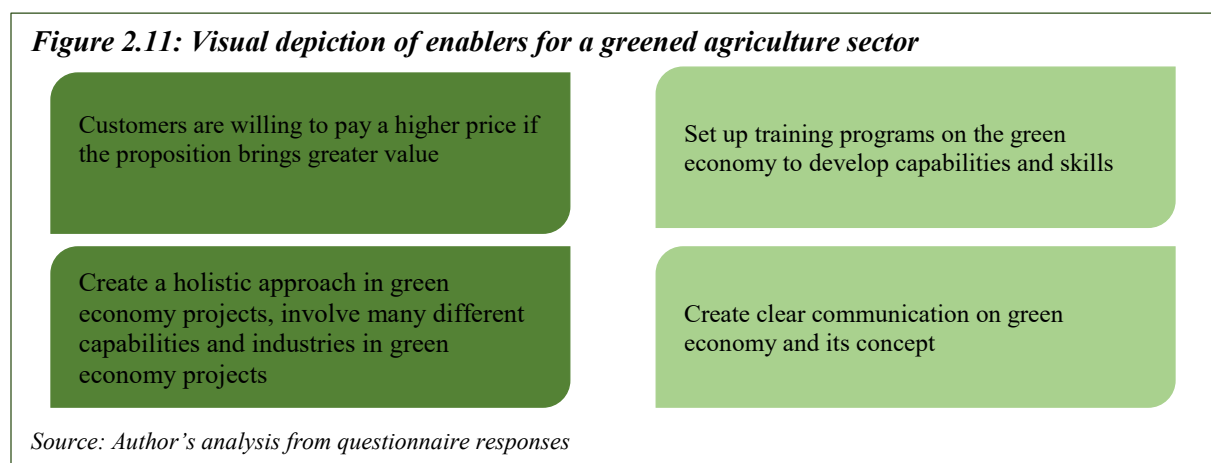 Figure 2.11: Visual depiction of enablers for a greened agriculture sector
Customers are willing to pay a higher price if
the proposition brings greater value
Set up training programs on the green
economy to develop capabilities and skills
Create a holistic approach in green
economy projects, involve many different
capabilities and industries in green
economy projects
Create clear communication on green
economy and its concept
Source: Author’s analysis from questionnaire responses